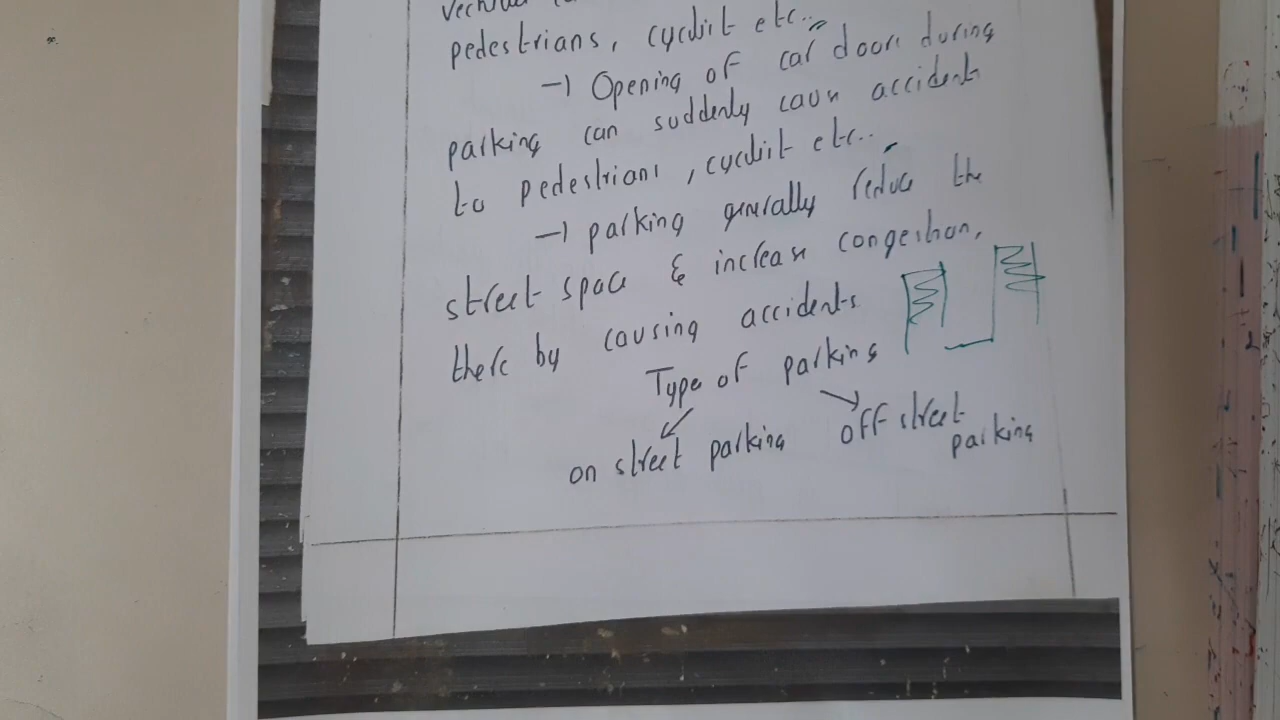 pedestrians, cyclist etc..
→ Opening of car doors during
parking can suddenly cause accidents
to pedestrians, cyclist etc..
→ parking generally reduce the
street space & increase congestion,
there by causing accidents
Type of parking
on street parking off street
parking